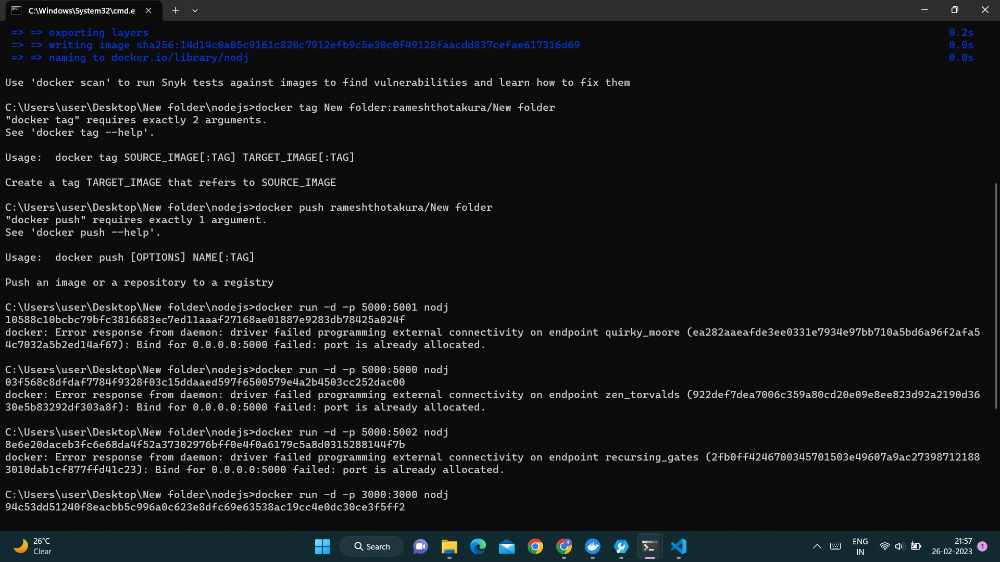 C:\Windows\System32\cmd.e
=> => exporting layers 0.2s
=> => writing image sha256:14d14c0a05c9161c820c7912efb9c5e30c0f49128faacdd837cefae617316d69 0.0s
=> => naming to docker.io/library/nodj 0.0s
Use 'docker scan' to run Snyk tests against images to find vulnerabilities and learn how to fix them
C:\Users\user\Desktop\New folder\nodejs>docker tag New folder:rameshthotakura/New folder
"docker tag" requires exactly 2 arguments.
See 'docker tag --help'.
Usage:  docker tag SOURCE_IMAGE[:TAG] TARGET_IMAGE[:TAG]
Create a tag TARGET_IMAGE that refers to SOURCE_IMAGE
C:\Users\user\Desktop\New folder\nodejs>docker push rameshthotakura/New folder
"docker push" requires exactly 1 argument.
See 'docker push --help'.
Usage:  docker push [OPTIONS] NAME[:TAG]
Push an image or a repository to a registry
C:\Users\user\Desktop\New folder\nodejs>docker run -d -p 5000:5001 nodj
10588c10bcbc79bfc3816683ec7ed11aaaf27168ae01887e9283db78425a024f
docker: Error response from daemon: driver failed programming external connectivity on endpoint quirky_moore (ea282aaeafde3ee0331e7934e97bb710a5bd6a96f2afa5
4c7032a5b2ed14af67): Bind for 0.0.0.0:5000 failed: port is already allocated.
C:\Users\user\Desktop\New folder\nodejs>docker run -d -p 5000:5000 nodj
03f568c8dfdaf7784f9328f03c15ddaaed597f6500579e4a2b4503cc252dac00
docker: Error response from daemon: driver failed programming external connectivity on endpoint zen_torvalds (922def7dea7006c359a80cd20e09e8ee823d92a2190d36
30e5b83292df303a8f): Bind for 0.0.0.0:5000 failed: port is already allocated.
C:\Users\user\Desktop\New folder\nodejs>docker run -d -p 5000:5002 nodj
8e6e20daceb3fc6e68da4f52a37302976bff0e4f0a6179c5a8d0315288144f7b
docker: Error response from daemon: driver failed programming external connectivity on endpoint recursing_gates (2fb0ff4246700345701503e49607a9ac27398712188
3010dab1cf877ffd41c23): Bind for 0.0.0.0:5000 failed: port is already allocated.
C:\Users\user\Desktop\New folder\nodejs>docker run -d -p 3000:3000 nodj
94c53dd51240f8eacbb5c996a0c623e8dfc69e63538ac19cc4e0dc30ce3f5ff2
26°C
Clear
Search
R
ENG
IN
21:57
26-02-2023
1